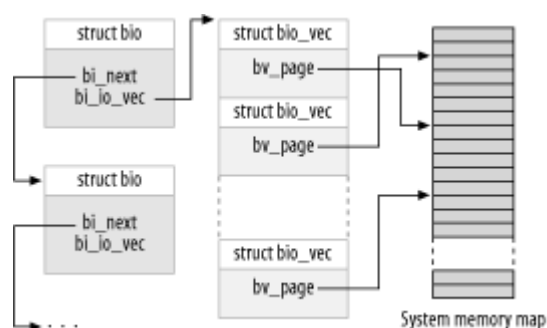 struct bio
bi_next
bi_io_vec
struct bio
bi_next
bi_io_vec
. . .
struct bio_vec
bv_page
struct bio_vec
bv_page
struct bio_vec
bv_page
System memory map